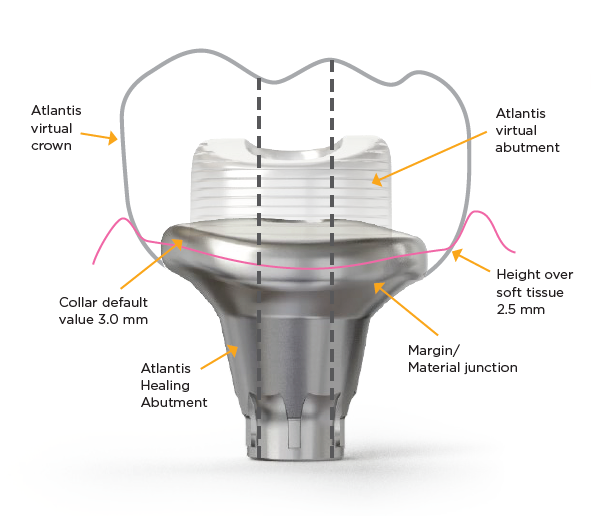 Atlantis
virtual
crown
Atlantis
virtual
abutment
Collar default
value 3.0 mm
Height over
soft tissue
2.5 mm
Atlantis
Healing
Abutment
Margin/
Material junction